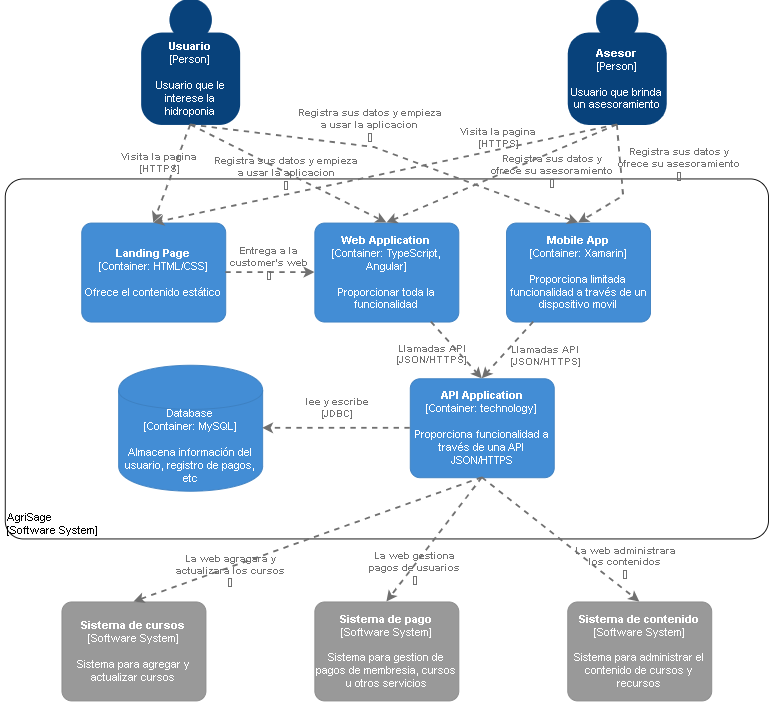 Usuario
[Person]
Usuario que le
interese la
hidroponia
Asesor
[Person]
Usuario que brinda
un asesoramiento
Registra sus datos y empieza
a usar la aplicacion
[]
Visita la pagina
[HTTPS]
Registra sus datos y empieza
a usar la aplicacion
[]
Visita la pagina
[HTTPS]
Registra sus datos y
ofrece su asesoramiento
[]
Registra sus datos y
ofrece su asesoramiento
[]
Landing Page
[Container: HTML/CSS]
Ofrece el contenido estático
Entrega a la
customer's web
[]
Web Application
[Container: TypeScript,
Angular]
Proporcionar toda la
funcionalidad
Mobile App
[Container: Xamarin]
Proporciona limitada
funcionalidad a través de un
dispositivo movil
Llamadas API
[JSON/HTTPS]
Llamadas API
[JSON/HTTPS]
Database
[Container: MySQL]
Almacena información del
usuario, registro de pagos,
etc
lee y escribe
[JDBC]
API Application
[Container: technology]
Proporciona funcionalidad a
través de una API
JSON/HTTPS
AgriSage
[Software System]
La web agragará y
actualizará los cursos
[]
La web gestiona
pagos de usuarios
[]
La web administrara
los contenidos
[]
Sistema de cursos
[Software System]
Sistema para agregar y
actualizar cursos
Sistema de pago
[Software System]
Sistema para gestion de
pagos de membresia, cursos
u otros servicios
Sistema de contenido
[Software System]
Sistema para administrar el
contenido de cursos y
recursos